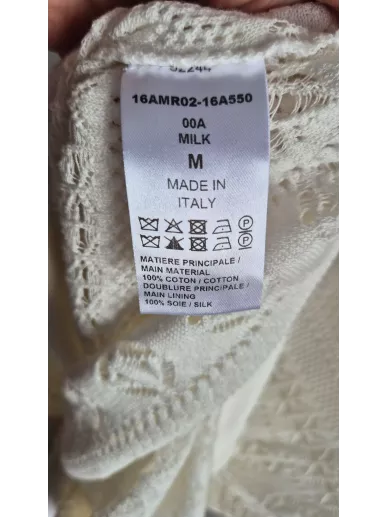 16AMR02-16A550
00A
MILK
M
MADE IN
ITALY
MATIERE PRINCIPALE /
MAIN MATERIAL
100% COTON / COTTON
DOUBLURE PRINCIPALE /
MAIN LINING
100% SOIE / SILK